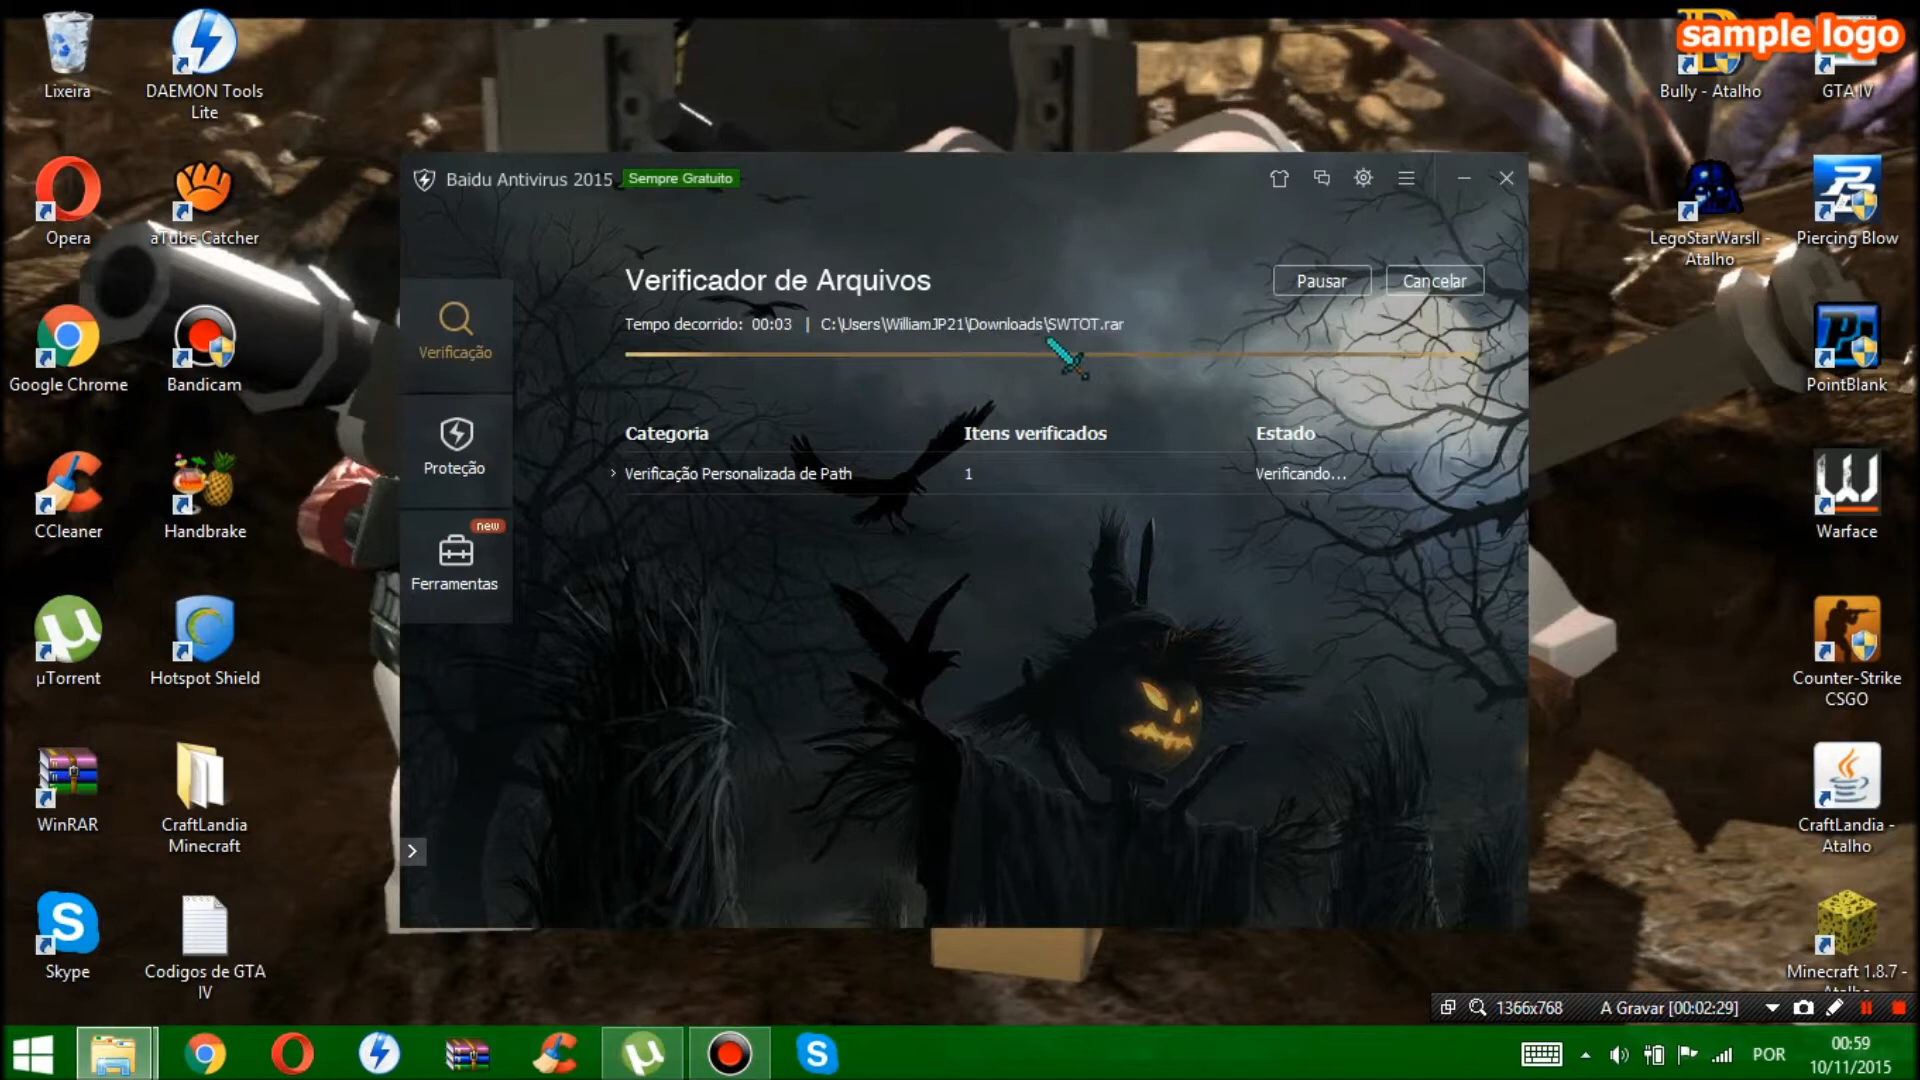 sample logo
Lixeira
DAEMON Tools
Lite
Bully - Atalho
GTA IV
Baidu Antivirus 2015
Sempre Gratuito
Opera
aTube Catcher
LegoStarWarsII -
Atalho
Piercing Blow
Verificador de Arquivos
Pausar
Cancelar
Tempo decorrido: 00:03 | C:\Users\WilliamJP21\Downloads\SWTOT.rar
Verificação
Google Chrome
Bandicam
PointBlank
Categoria
Itens verificados
Estado
Verificação Personalizada de Path
1
Verificando...
Proteção
new
Ferramentas
CCleaner
Handbrake
Warface
µTorrent
Hotspot Shield
Counter-Strike
CSGO
WinRAR
CraftLandia
Minecraft
CraftLandia -
Atalho
Skype
Codigos de GTA
IV
Minecraft 1.8.7 -
Atalho
1366x768
A Gravar [00:02:29]
POR
00:59
10/11/2015